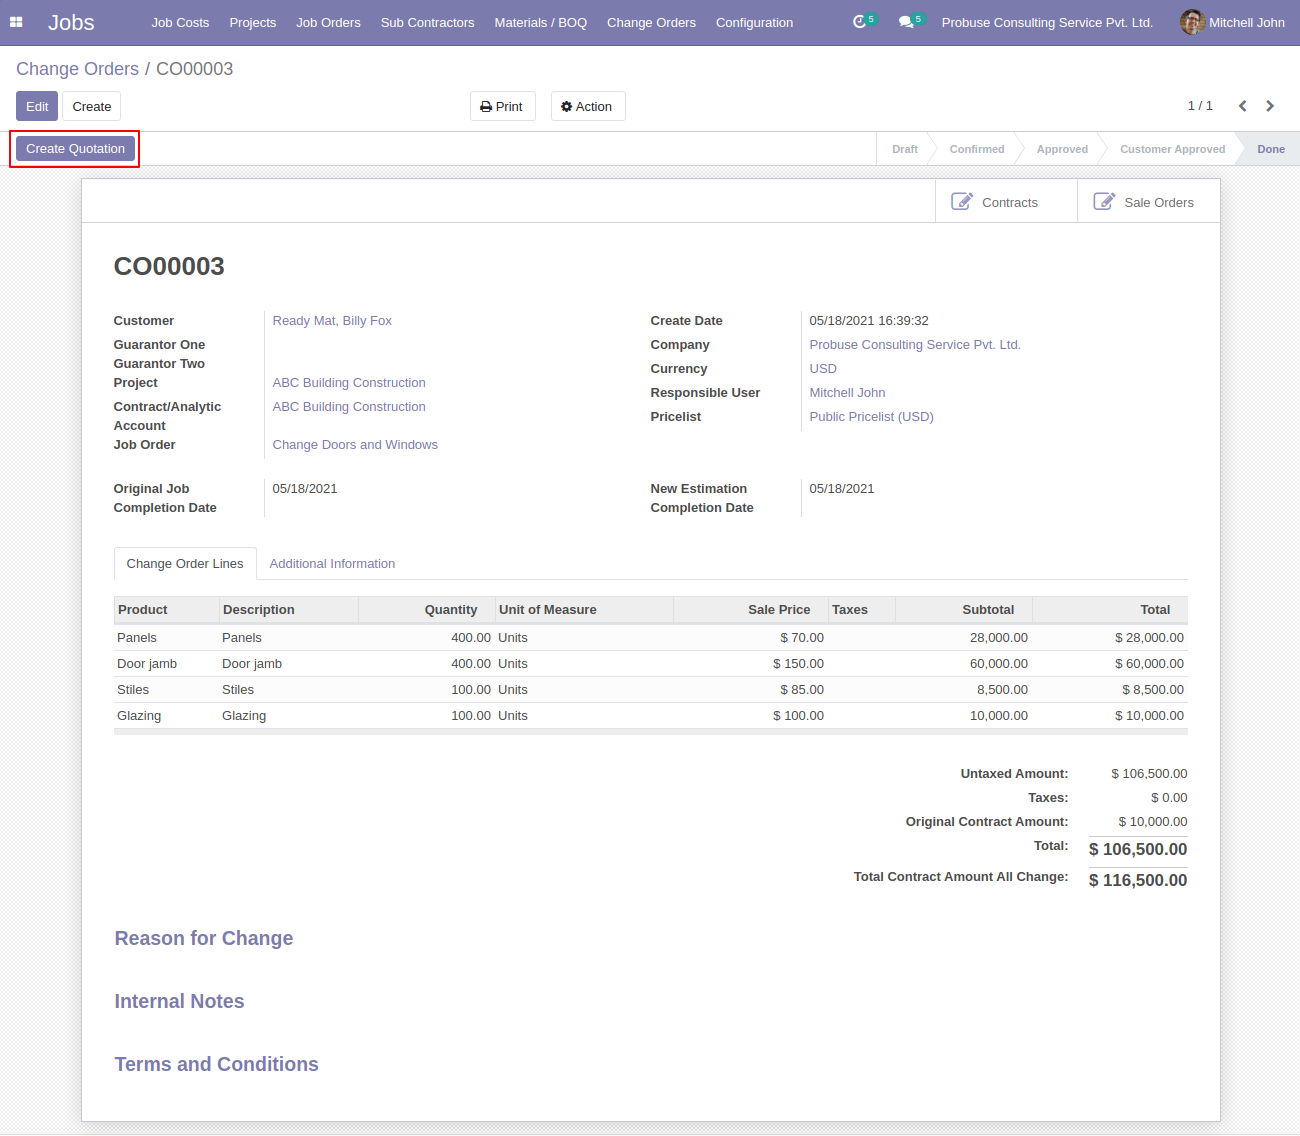 Jobs Job Costs Projects Job Orders Sub Contractors Materials / BOQ Change Orders Configuration 5 5 Probuse Consulting Service Pvt. Ltd. Mitchell John
Change Orders / CO00003
Edit Create Print Action 1 / 1
Create Quotation Draft Confirmed Approved Customer Approved Done
Contracts Sale Orders
CO00003
Customer Ready Mat, Billy Fox Create Date 05/18/2021 16:39:32
Guarantor One Company Probuse Consulting Service Pvt. Ltd.
Guarantor Two Currency USD
Project ABC Building Construction Responsible User Mitchell John
Contract/Analytic ABC Building Construction Pricelist Public Pricelist (USD)
Account
Job Order Change Doors and Windows
Original Job 05/18/2021 New Estimation 05/18/2021
Completion Date Completion Date
Change Order Lines Additional Information
Product Description Quantity Unit of Measure Sale Price Taxes Subtotal Total
Panels Panels 400.00 Units $ 70.00 28,000.00 $ 28,000.00
Door jamb Door jamb 400.00 Units $ 150.00 60,000.00 $ 60,000.00
Stiles Stiles 100.00 Units $ 85.00 8,500.00 $ 8,500.00
Glazing Glazing 100.00 Units $ 100.00 10,000.00 $ 10,000.00
Untaxed Amount: $ 106,500.00
Taxes: $ 0.00
Original Contract Amount: $ 10,000.00
Total: $ 106,500.00
Total Contract Amount All Change: $ 116,500.00
Reason for Change
Internal Notes
Terms and Conditions